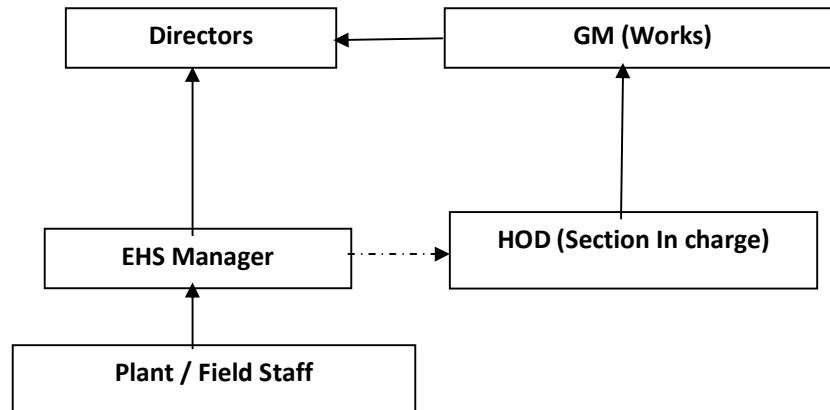 Directors
GM (Works)
EHS Manager
HOD (Section In charge)
Plant / Field Staff